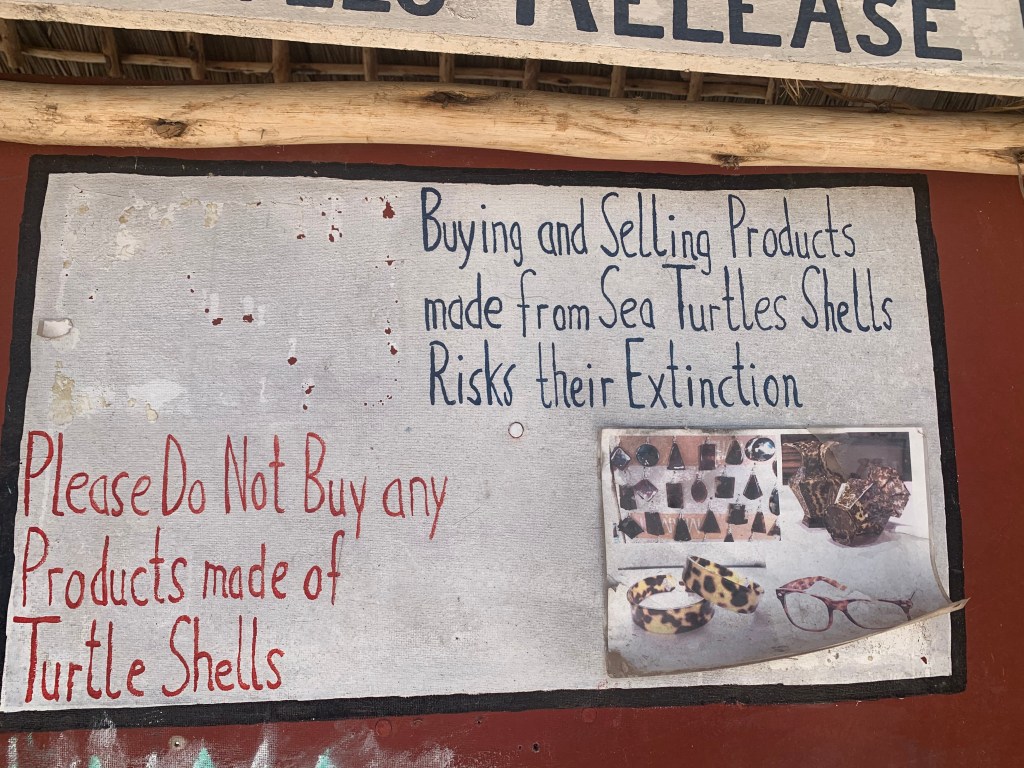 RELEASE
Buying and Selling Products
made from Sea Turtles Shells
Risks their Extinction
Please Do Not Buy any
Products made of
Turtle Shells